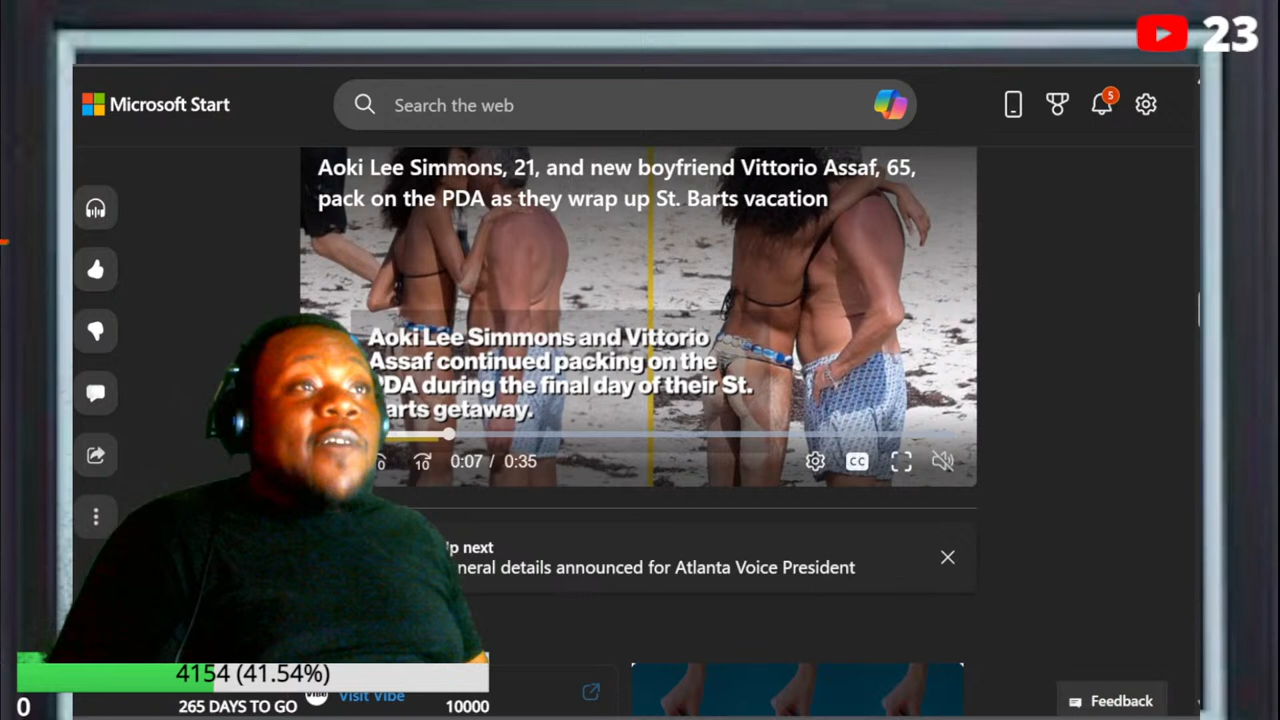 23
Microsoft Start
Search the web
5
Aoki Lee Simmons, 21, and new boyfriend Vittorio Assaf, 65,
pack on the PDA as they wrap up St. Barts vacation
Aoki Lee Simmons and Vittorio
Assaf continued packing on the
PDA during the final day of their St.
arts getaway.
10
0:07 / 0:35
CC
p next
neral details announced for Atlanta Voice President
4154 (41.54%)
VIBE
Visit Vibe
0
265 DAYS TO GO
10000
Feedback